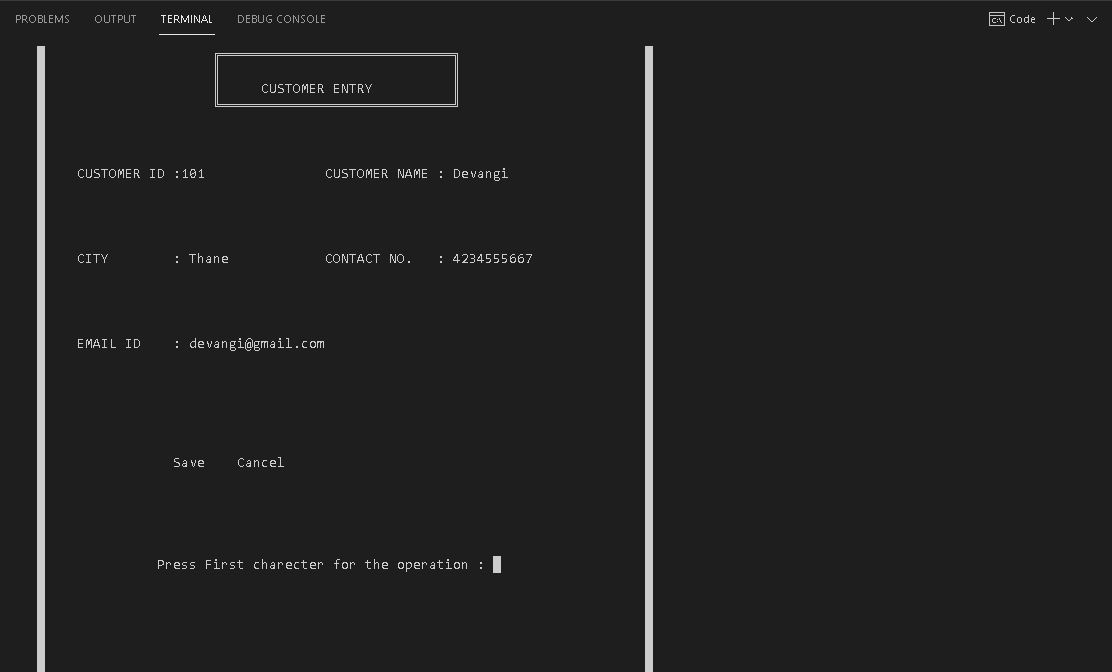 PROBLEMS OUTPUT TERMINAL DEBUG CONSOLE Code
CUSTOMER ENTRY
CUSTOMER ID :101 CUSTOMER NAME : Devangi
CITY : Thane CONTACT NO. : 4234555667
EMAIL ID : devangi@gmail.com
Save Cancel
Press First charecter for the operation :